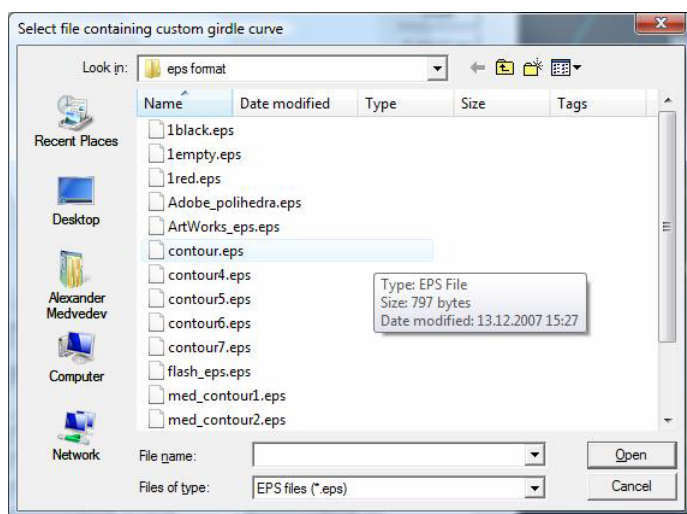 Select file containing custom girdle curve
X
Look in: eps format
Name Date modified Type Size Tags
Recent Places
Desktop
Alexander
Medvedev
Computer
Network
1black.eps
1empty.eps
1red.eps
Adobe_polihedra.eps
ArtWorks_eps.eps
contour.eps
contour4.eps
contour5.eps
contour6.eps
contour7.eps
flash_eps.eps
med_contour1.eps
med_contour2.eps
Type: EPS File
Size: 797 bytes
Date modified: 13.12.2007 15:27
File name: Open
Files of type: EPS files (*.eps) Cancel